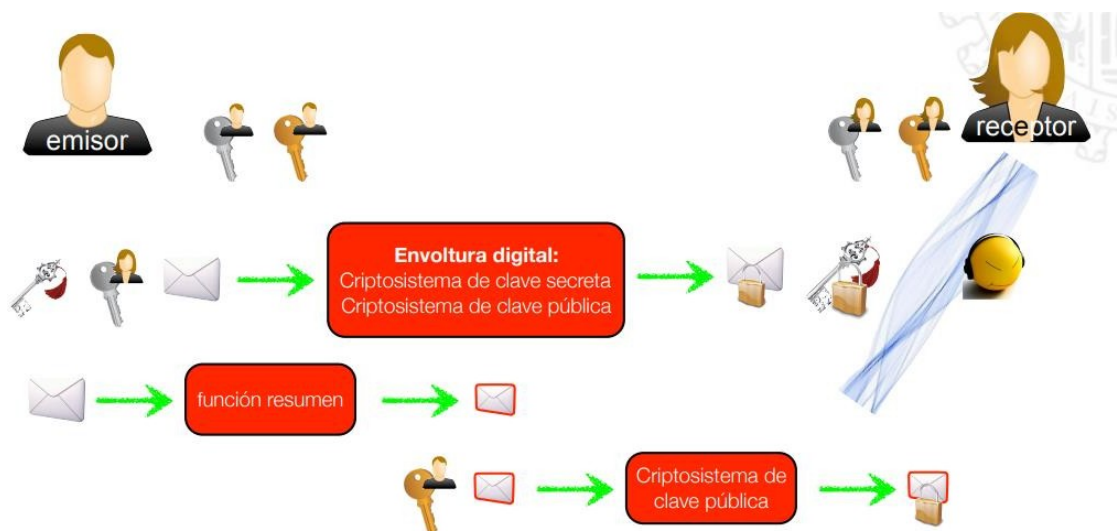 emisor
receptor
Envoltura digital:
Criptosistema de clave secreta
Criptosistema de clave pública
función resumen
Criptosistema de
clave pública